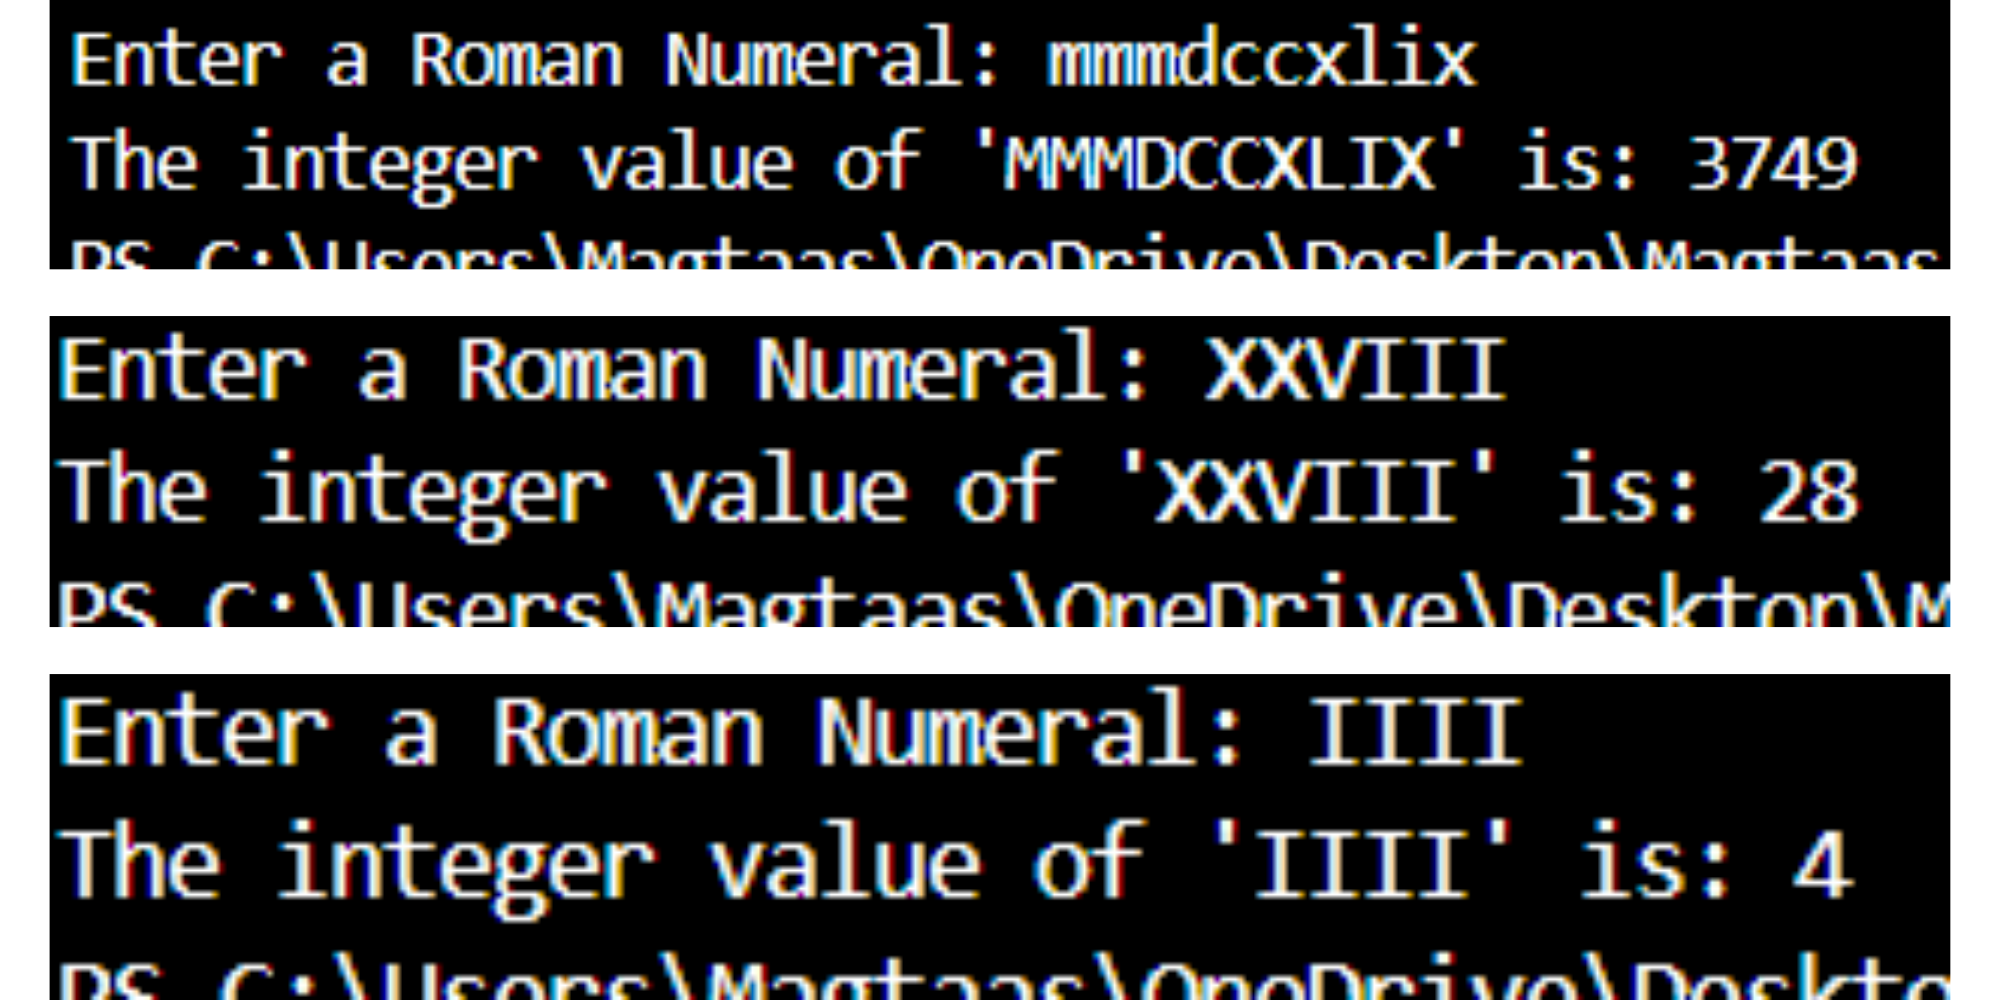 Enter a Roman Numeral: mmmdccxlix
The integer value of 'MMMDCCXLIX' is: 3749
PS C:\Users\Magtaas\OneDrive\Desktop\Magtaas
Enter a Roman Numeral: XXVIII
The integer value of 'XXVIII' is: 28
PS C:\Users\Magtaas\OneDrive\Desktop\M
Enter a Roman Numeral: IIII
The integer value of 'IIII' is: 4
PS C:\Users\Magtaas\OneDrive\Deskto